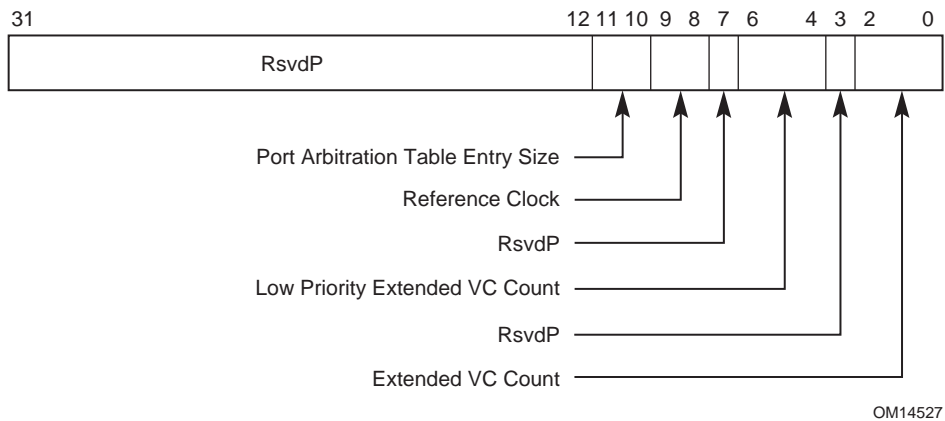 31 12 11 10 9 8 7 6 4 3 2 0
RsvdP
Port Arbitration Table Entry Size
Reference Clock
RsvdP
Low Priority Extended VC Count
RsvdP
Extended VC Count
OM14527